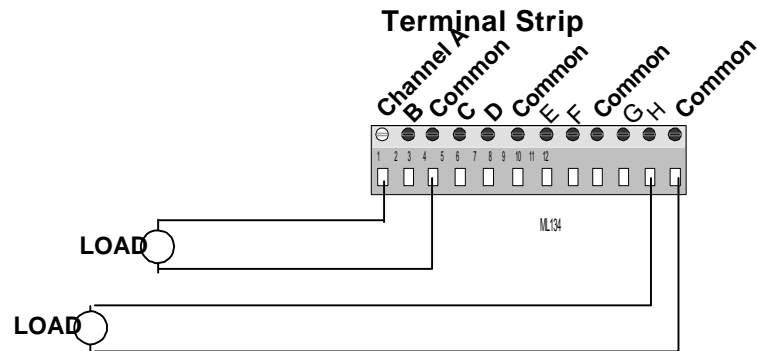 Terminal Strip
Channel A
B
Common
C
D
Common
E
F
Common
G
H
Common
1 2 3 4 5 6 7 8 9 10 11 12
ML134
LOAD
LOAD